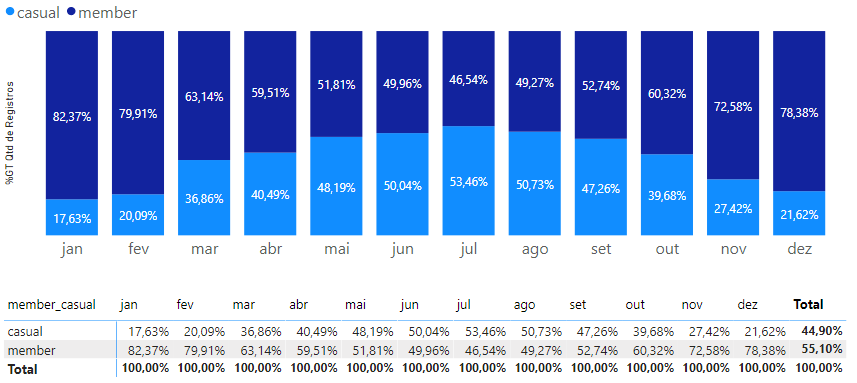 casual member
%GT Qtd de Registros
82,37% 79,91% 63,14% 59,51% 51,81% 49,96% 46,54% 49,27% 52,74% 60,32% 72,58% 78,38%
17,63% 20,09% 36,86% 40,49% 48,19% 50,04% 53,46% 50,73% 47,26% 39,68% 27,42% 21,62%
jan fev mar abr mai jun jul ago set out nov dez
member_casual jan fev mar abr mai jun jul ago set out nov dez Total
casual 17,63% 20,09% 36,86% 40,49% 48,19% 50,04% 53,46% 50,73% 47,26% 39,68% 27,42% 21,62% 44,90%
member 82,37% 79,91% 63,14% 59,51% 51,81% 49,96% 46,54% 49,27% 52,74% 60,32% 72,58% 78,38% 55,10%
Total 100,00% 100,00% 100,00% 100,00% 100,00% 100,00% 100,00% 100,00% 100,00% 100,00% 100,00% 100,00% 100,00%